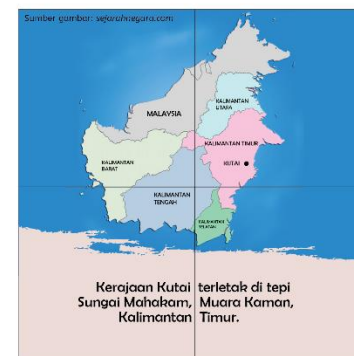 Sumber gambar: sejarahnegara.com
MALAYSIA
KALIMANTAN
UTARA
KALIMANTAN TIMUR
KUTAI
KALIMANTAN
BARAT
KALIMANTAN
TENGAH
KALIMANTAN
SELATAN
Kerajaan Kutai terletak di tepi
Sungai Mahakam, Muara Kaman,
Kalimantan Timur.